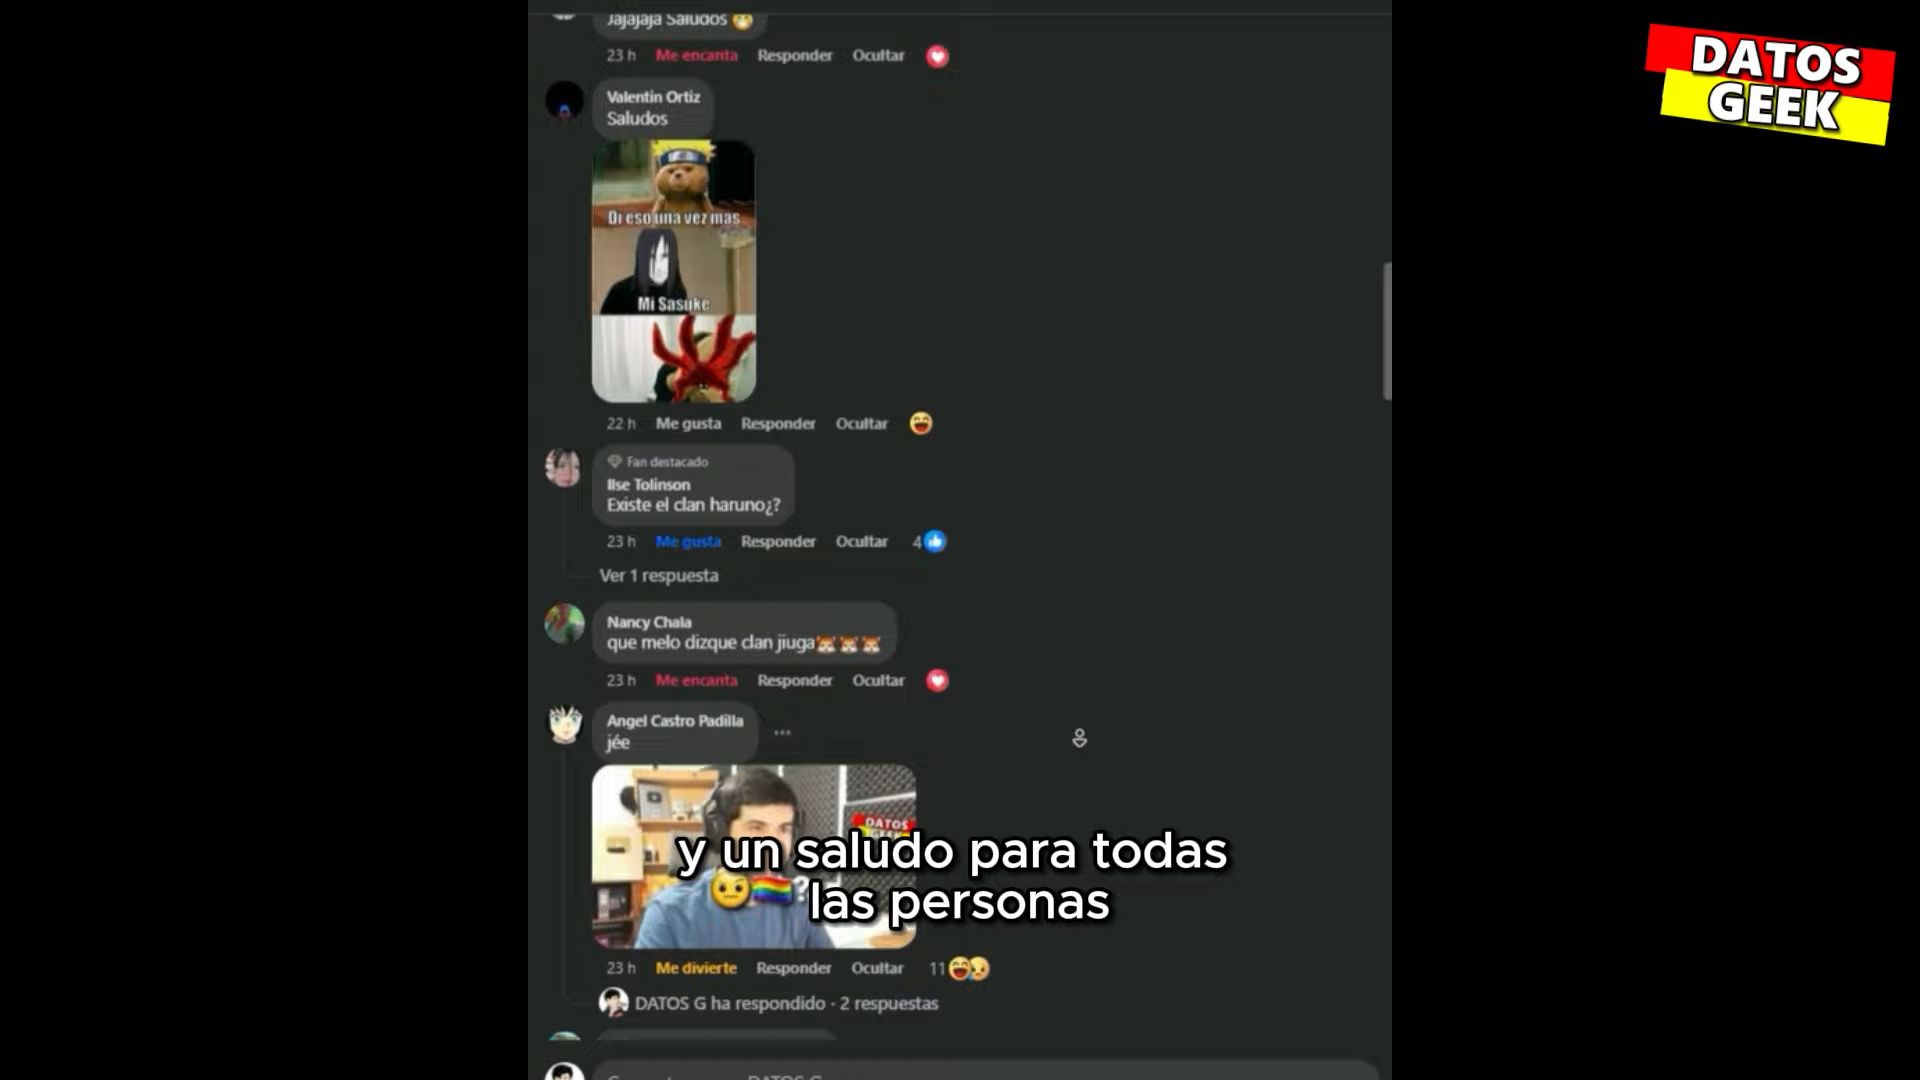 Jajajaja Saludos
23 h Me encanta Responder Ocultar
DATOS
GEEK
Valentin Ortiz
Saludos
Di eso una vez mas
Mi Sasuke
22 h Me gusta Responder Ocultar
Fan destacado
Ilse Tolinson
Existe el clan haruno¿?
23 h Me gusta Responder Ocultar 4
Ver 1 respuesta
Nancy Chala
que melo dizque clan jiuga
23 h Me encanta Responder Ocultar
Angel Castro Padilla
jée
DATOS
GEEK
y un saludo para todas
?
las personas
23 h Me divierte Responder Ocultar 11
DATOS G ha respondido · 2 respuestas